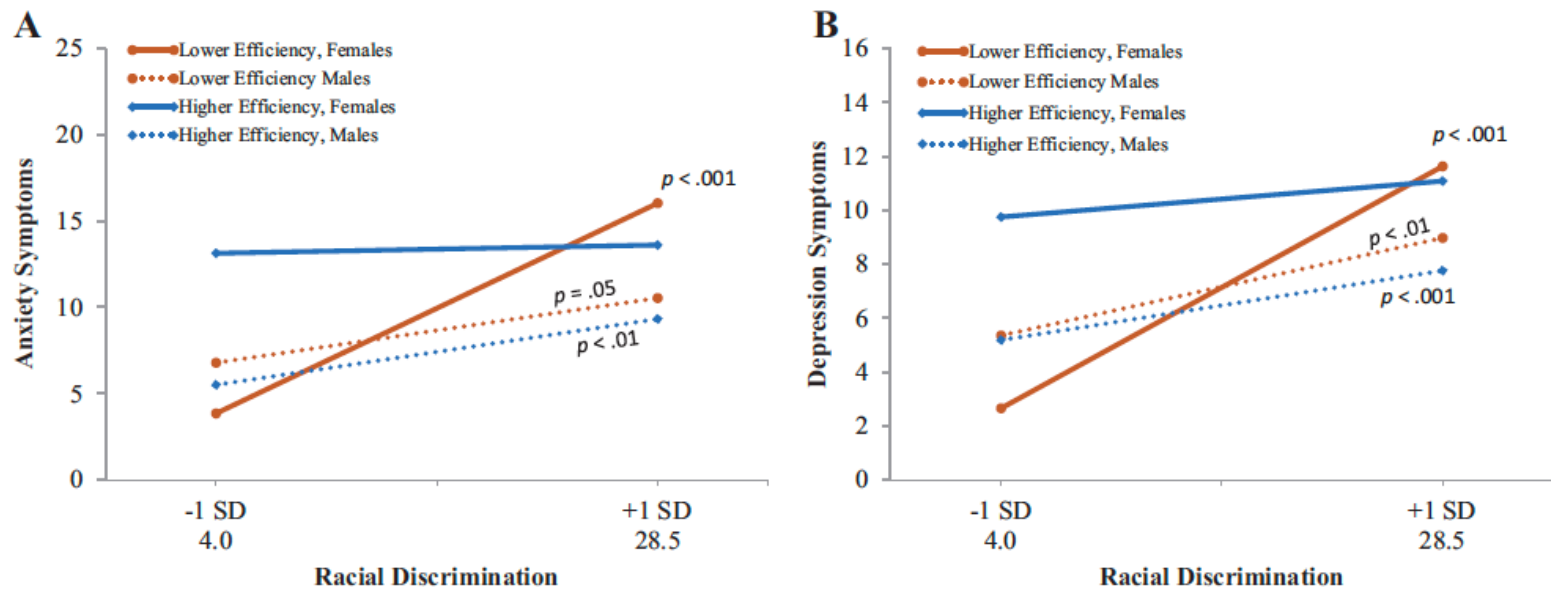 A
25
20
15
10
5
0
Anxiety Symptoms
Lower Efficiency, Females
Lower Efficiency Males
Higher Efficiency, Females
Higher Efficiency, Males
p < .001
p = .05
p < .01
-1 SD
4.0
+1 SD
28.5
Racial Discrimination
B
16
14
12
10
8
6
4
2
0
Depression Symptoms
Lower Efficiency, Females
Lower Efficiency Males
Higher Efficiency, Females
Higher Efficiency, Males
p < .001
p < .01
p < .001
-1 SD
4.0
+1 SD
28.5
Racial Discrimination